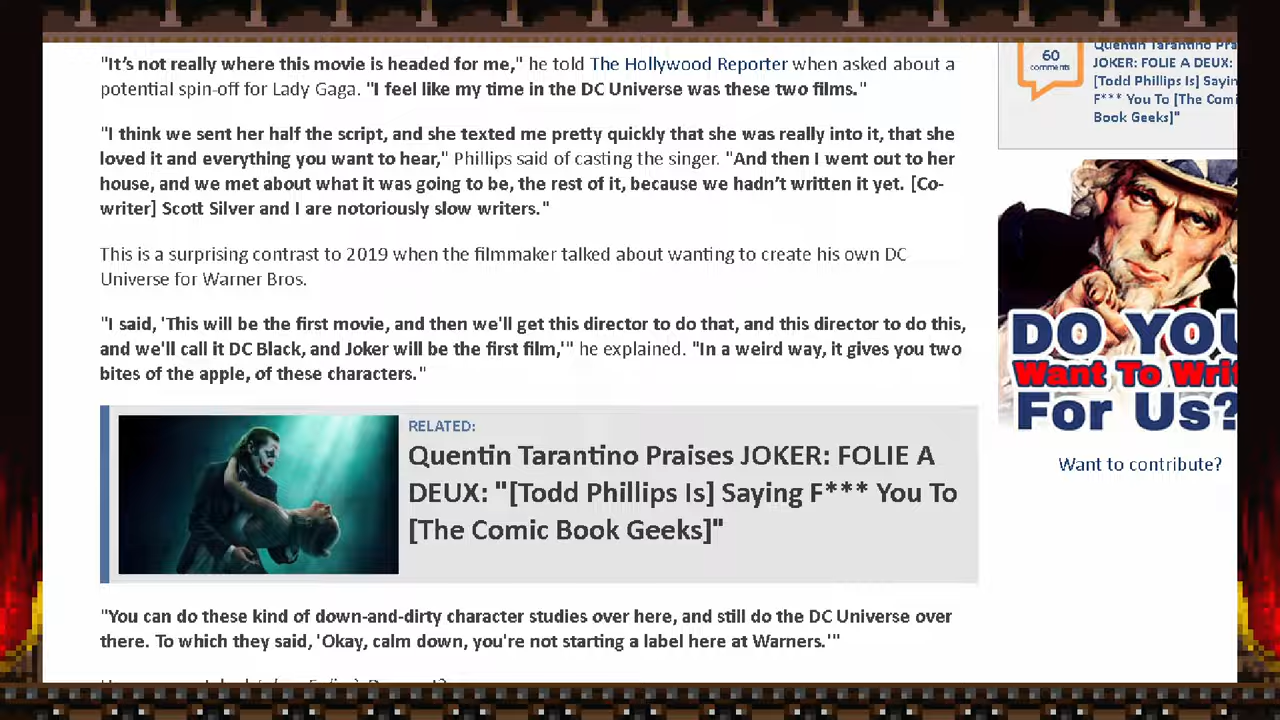 "It's not really where this movie is headed for me," he told The Hollywood Reporter when asked about a
potential spin-off for Lady Gaga. "I feel like my time in the DC Universe was these two films."
"I think we sent her half the script, and she texted me pretty quickly that she was really into it, that she
loved it and everything you want to hear," Phillips said of casting the singer. "And then I went out to her
house, and we met about what it was going to be, the rest of it, because we hadn't written it yet. [Co-
writer] Scott Silver and I are notoriously slow writers."
This is a surprising contrast to 2019 when the filmmaker talked about wanting to create his own DC
Universe for Warner Bros.
"I said, 'This will be the first movie, and then we'll get this director to do that, and this director to do this,
and we'll call it DC Black, and Joker will be the first film,'" he explained. "In a weird way, it gives you two
bites of the apple, of these characters."
RELATED:
Quentin Tarantino Praises JOKER: FOLIE A
DEUX: "[Todd Phillips Is] Saying F*** You To
[The Comic Book Geeks]"
"You can do these kind of down-and-dirty character studies over here, and still do the DC Universe over
there. To which they said, 'Okay, calm down, you're not starting a label here at Warners.'"
60
comments
Quentin Tarantino Pra
JOKER: FOLIE A DEUX:
[Todd Phillips Is] Sayin
F*** You To [The Comi
Book Geeks]"
DO YOU
Want To Writ
For Us?
Want to contribute?